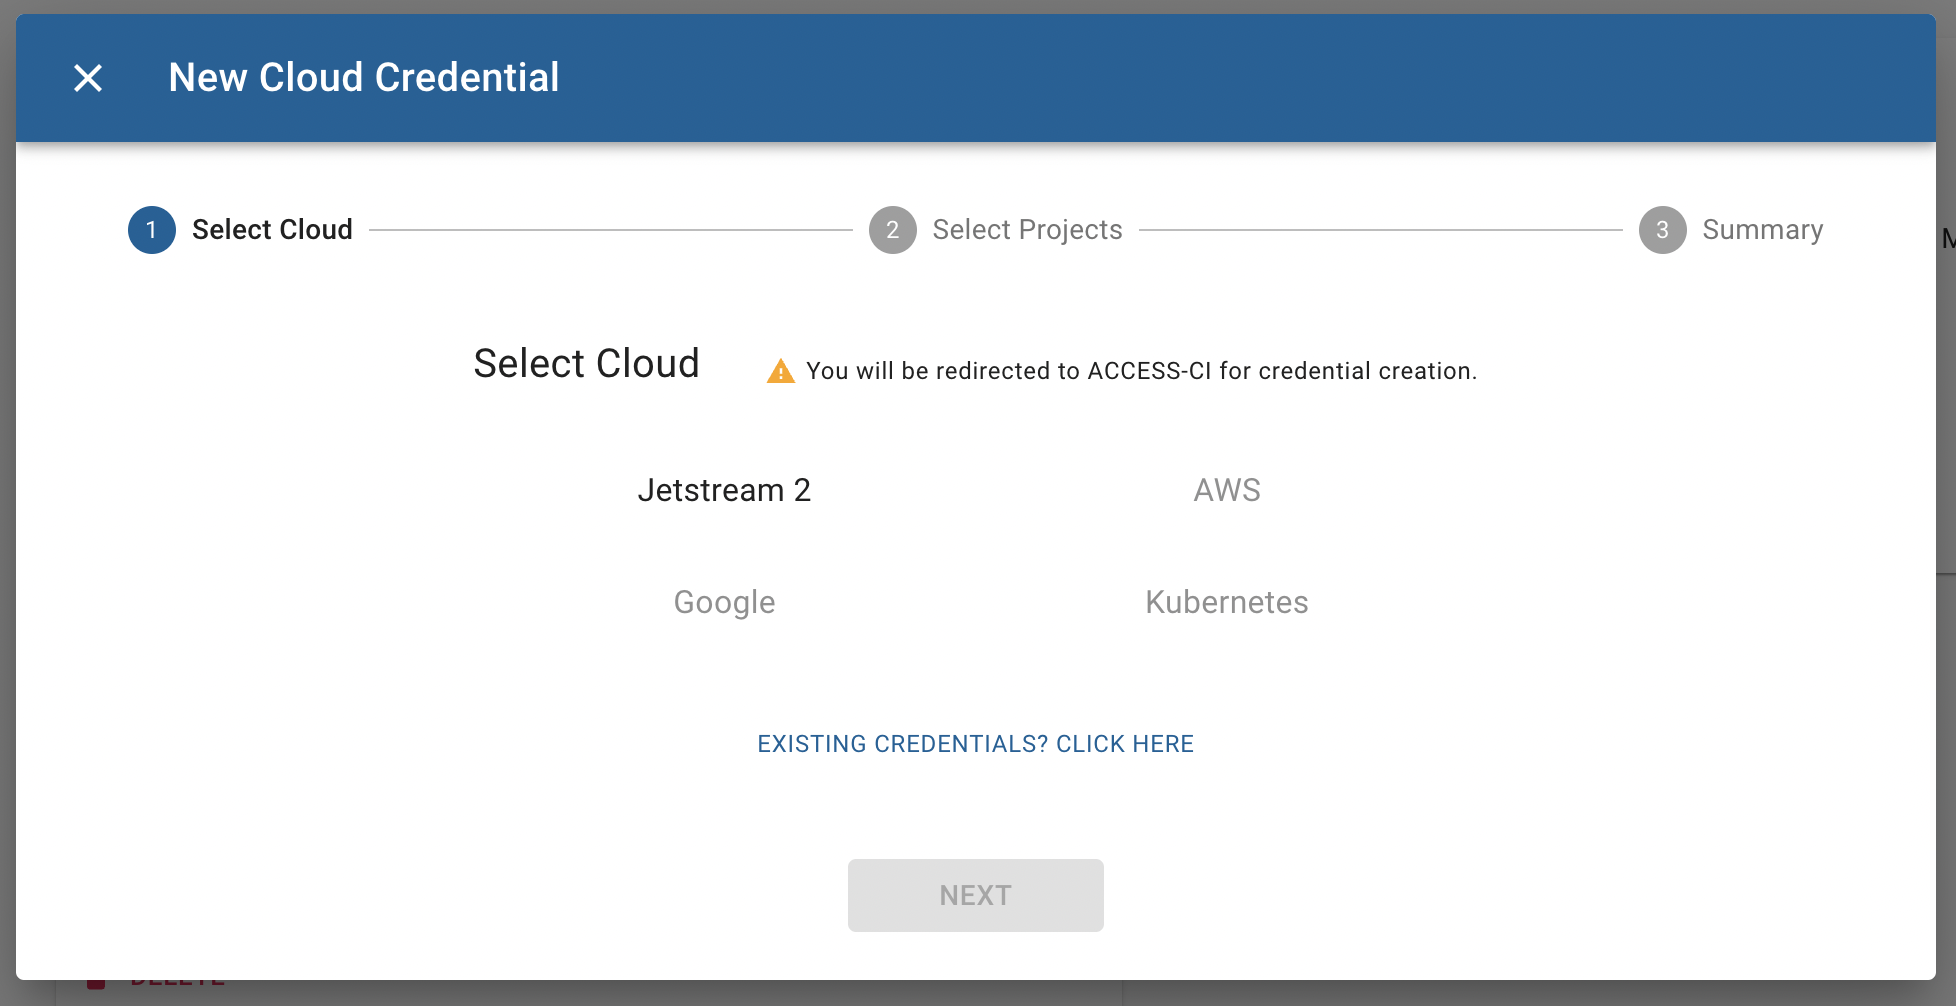 New Cloud Credential
1 Select Cloud 2 Select Projects 3 Summary
Select Cloud
You will be redirected to ACCESS-CI for credential creation.
Jetstream 2 AWS
Google Kubernetes
EXISTING CREDENTIALS? CLICK HERE
NEXT
DELETE